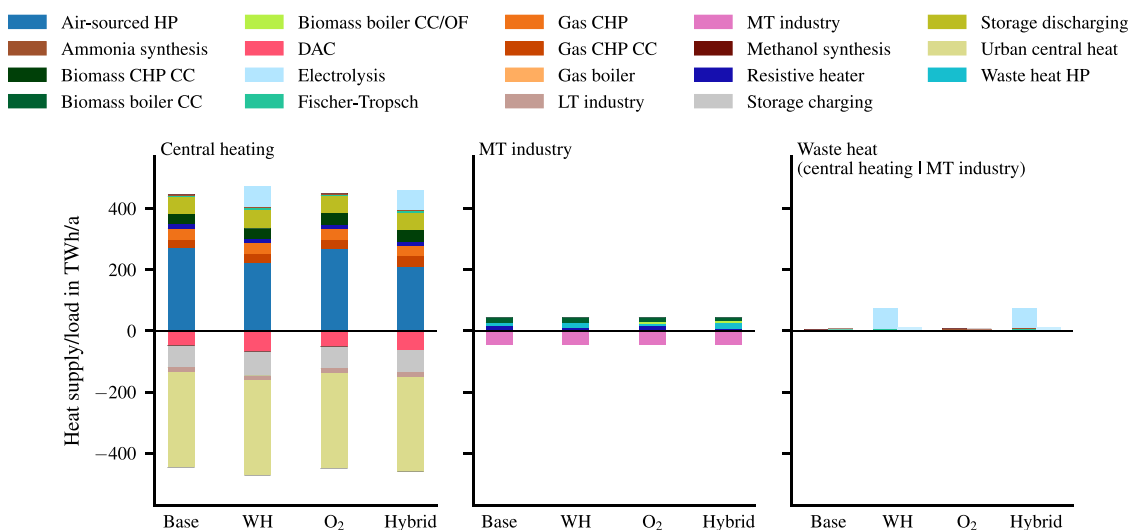 Air-sourced HP
Ammonia synthesis
Biomass CHP CC
Biomass boiler CC
Biomass boiler CC/OF
DAC
Electrolysis
Fischer-Tropsch
Gas CHP
Gas CHP CC
Gas boiler
LT industry
MT industry
Methanol synthesis
Resistive heater
Storage charging
Storage discharging
Urban central heat
Waste heat HP
Heat supply/load in TWh/a
400
200
0
−200
−400
Central heating
Base WH O₂ Hybrid
MT industry
Base WH O₂ Hybrid
Waste heat
(central heating | MT industry)
Base WH O₂ Hybrid